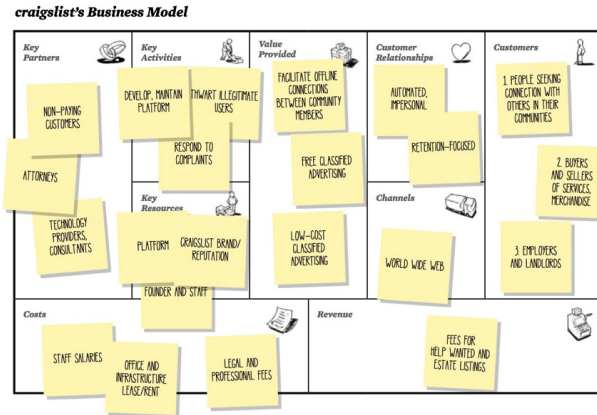 craigslist's Business Model
Key
Partners
NON-PAYING
CUSTOMERS
ATTORNEYS
TECHNOLOGY
PROVIDERS,
CONSULTANTS
Key
Activities
DEVELOP, MAINTAIN
PLATFORM
THWART ILLEGITIMATE
USERS
RESPOND TO
COMPLAINTS
Key
Resources
PLATFORM
CRAIGSLIST BRAND/
REPUTATION
FOUNDER AND STAFF
Value
Provided
FACILITATE OFFLINE
CONNECTIONS
BETWEEN COMMUNITY
MEMBERS
FREE CLASSIFIED
ADVERTISING
LOW-COST
CLASSIFIED
ADVERTISING
Customer
Relationships
AUTOMATED,
IMPERSONAL
RETENTION-FOCUSED
Channels
WORLD WIDE WEB
Customers
1. PEOPLE SEEKING
CONNECTION WITH
OTHERS IN THEIR
COMMUNITIES
2. BUYERS
AND SELLERS
OF SERVICES,
MERCHANDISE
3. EMPLOYERS
AND LANDLORDS
Costs
STAFF SALARIES
OFFICE AND
INFRASTRUCTURE
LEASE/RENT
LEGAL AND
PROFESSIONAL FEES
Revenue
FEES FOR
HELP WANTED AND
ESTATE LISTINGS